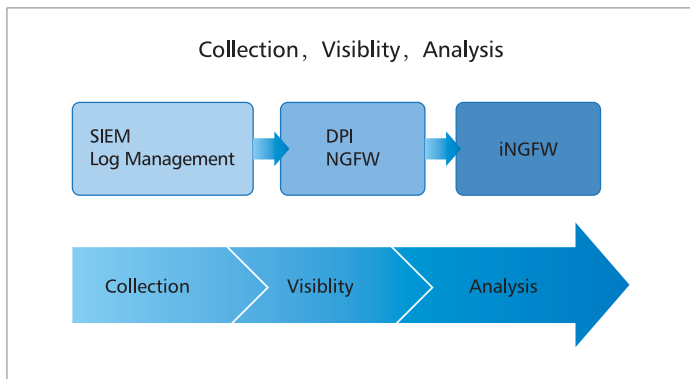 Collection, Visiblity, Analysis
SIEM
Log Management
DPI
NGFW
iNGFW
Collection
Visiblity
Analysis